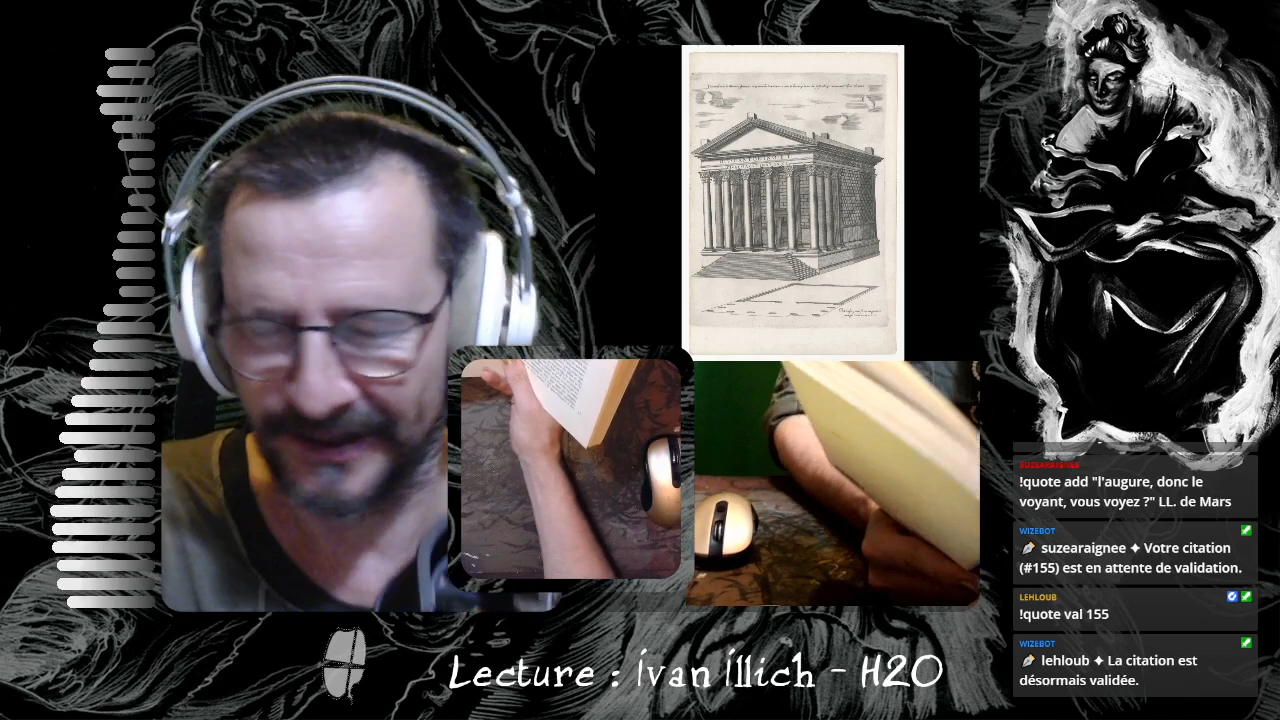 SUZEARAIGNEE
!quote add "l'augure, donc le
voyant, vous voyez ?" LL. de Mars
WIZEBOT
suzearaignee ✦ Votre citation
(#155) est en attente de validation.
LEHLOUB
!quote val 155
WIZEBOT
lehloub ✦ La citation est
désormais validée.
Lecture : Ivan Illich - H2O